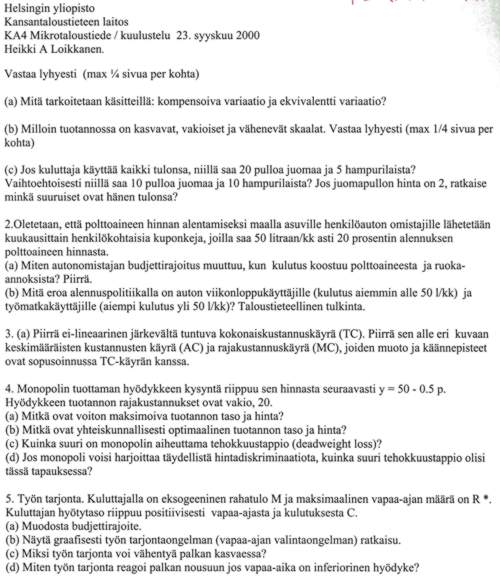 Helsingin yliopisto
Kansantaloustieteen laitos
KA4 Mikrotaloustiede / kuulustelu 23. syyskuu 2000
Heikki A Loikkanen.
Vastaa lyhyesti (max ¼ sivua per kohta)
(a) Mitä tarkoitetaan käsitteillä: kompensoiva variaatio ja ekvivalentti variaatio?
(b) Milloin tuotannossa on kasvavat, vakioiset ja vähenevät skaalat. Vastaa lyhyesti (max 1/4 sivua per
kohta)
(c) Jos kuluttaja käyttää kaikki tulonsa, niillä saa 20 pulloa juomaa ja 5 hampurilaista?
Vaihtoehtoisesti niillä saa 10 pulloa juomaa ja 10 hampurilaista? Jos juomapullon hinta on 2, ratkaise
minkä suuruiset ovat hänen tulonsa?
2.Oletetaan, että polttoaineen hinnan alentamiseksi maalla asuville henkilöauton omistajille lähetetään
kuukausittain henkilökohtaisia kuponkeja, joilla saa 50 litraan/kk asti 20 prosentin alennuksen
polttoaineen hinnasta.
(a) Miten autonomistajan budjettirajoitus muuttuu, kun kulutus koostuu polttoaineesta ja ruoka-
annoksista? Piirrä.
(b) Mitä eroa alennuspolitiikalla on auton viikonloppukäyttäjille (kulutus aiemmin alle 50 l/kk) ja
työmatkakäyttäjille (aiempi kulutus yli 50 l/kk)? Taloustieteellinen tulkinta.
3. (a) Piirrä ei-lineaarinen järkevältä tuntuva kokonaiskustannuskäyrä (TC). Piirrä sen alle eri kuvaan
keskimääräisten kustannusten käyrä (AC) ja rajakustannuskäyrä (MC), joiden muoto ja käännepisteet
ovat sopusoinnussa TC-käyrän kanssa.
4. Monopolin tuottaman hyödykkeen kysyntä riippuu sen hinnasta seuraavasti y = 50 - 0.5 p.
Hyödykkeen tuotannon rajakustannukset ovat vakio, 20.
(a) Mitkä ovat voiton maksimoiva tuotannon taso ja hinta?
(b) Mitkä ovat yhteiskunnallisesti optimaalinen tuotannon taso ja hinta?
(c) Kuinka suuri on monopolin aiheuttama tehokkuustappio (deadweight loss)?
(d) Jos monopoli voisi harjoittaa täydellistä hintadiskriminaatiota, kuinka suuri tehokkuustappio olisi
tässä tapauksessa?
5. Työn tarjonta. Kuluttajalla on eksogeeninen rahatulo M ja maksimaalinen vapaa-ajan määrä on R *.
Kuluttajan hyötytaso riippuu positiivisesti vapaa-ajasta ja kulutuksesta C.
(a) Muodosta budjettirajoite.
(b) Näytä graafisesti työn tarjontaongelman (vapaa-ajan valintaongelman) ratkaisu.
(c) Miksi työn tarjonta voi vähentyä palkan kasvaessa?
(d) Miten työn tarjonta reagoi palkan nousuun jos vapaa-aika on inferiorinen hyödyke?